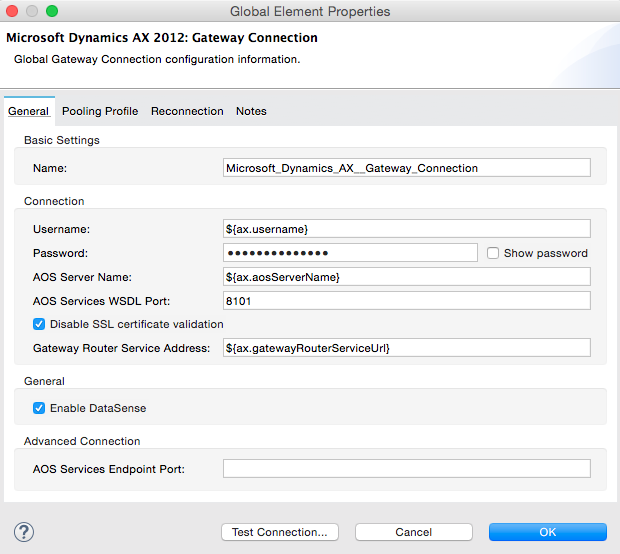 Global Element Properties
Microsoft Dynamics AX 2012: Gateway Connection
Global Gateway Connection configuration information.
General Pooling Profile Reconnection Notes
Basic Settings
Name: Microsoft_Dynamics_AX__Gateway_Connection
Connection
Username: ${ax.username}
Password: ●●●●●●●●●●●●●● Show password
AOS Server Name: ${ax.aosServerName}
AOS Services WSDL Port: 8101
Disable SSL certificate validation
Gateway Router Service Address: ${ax.gatewayRouterServiceUrl}
General
Enable DataSense
Advanced Connection
AOS Services Endpoint Port:
? Test Connection... Cancel OK